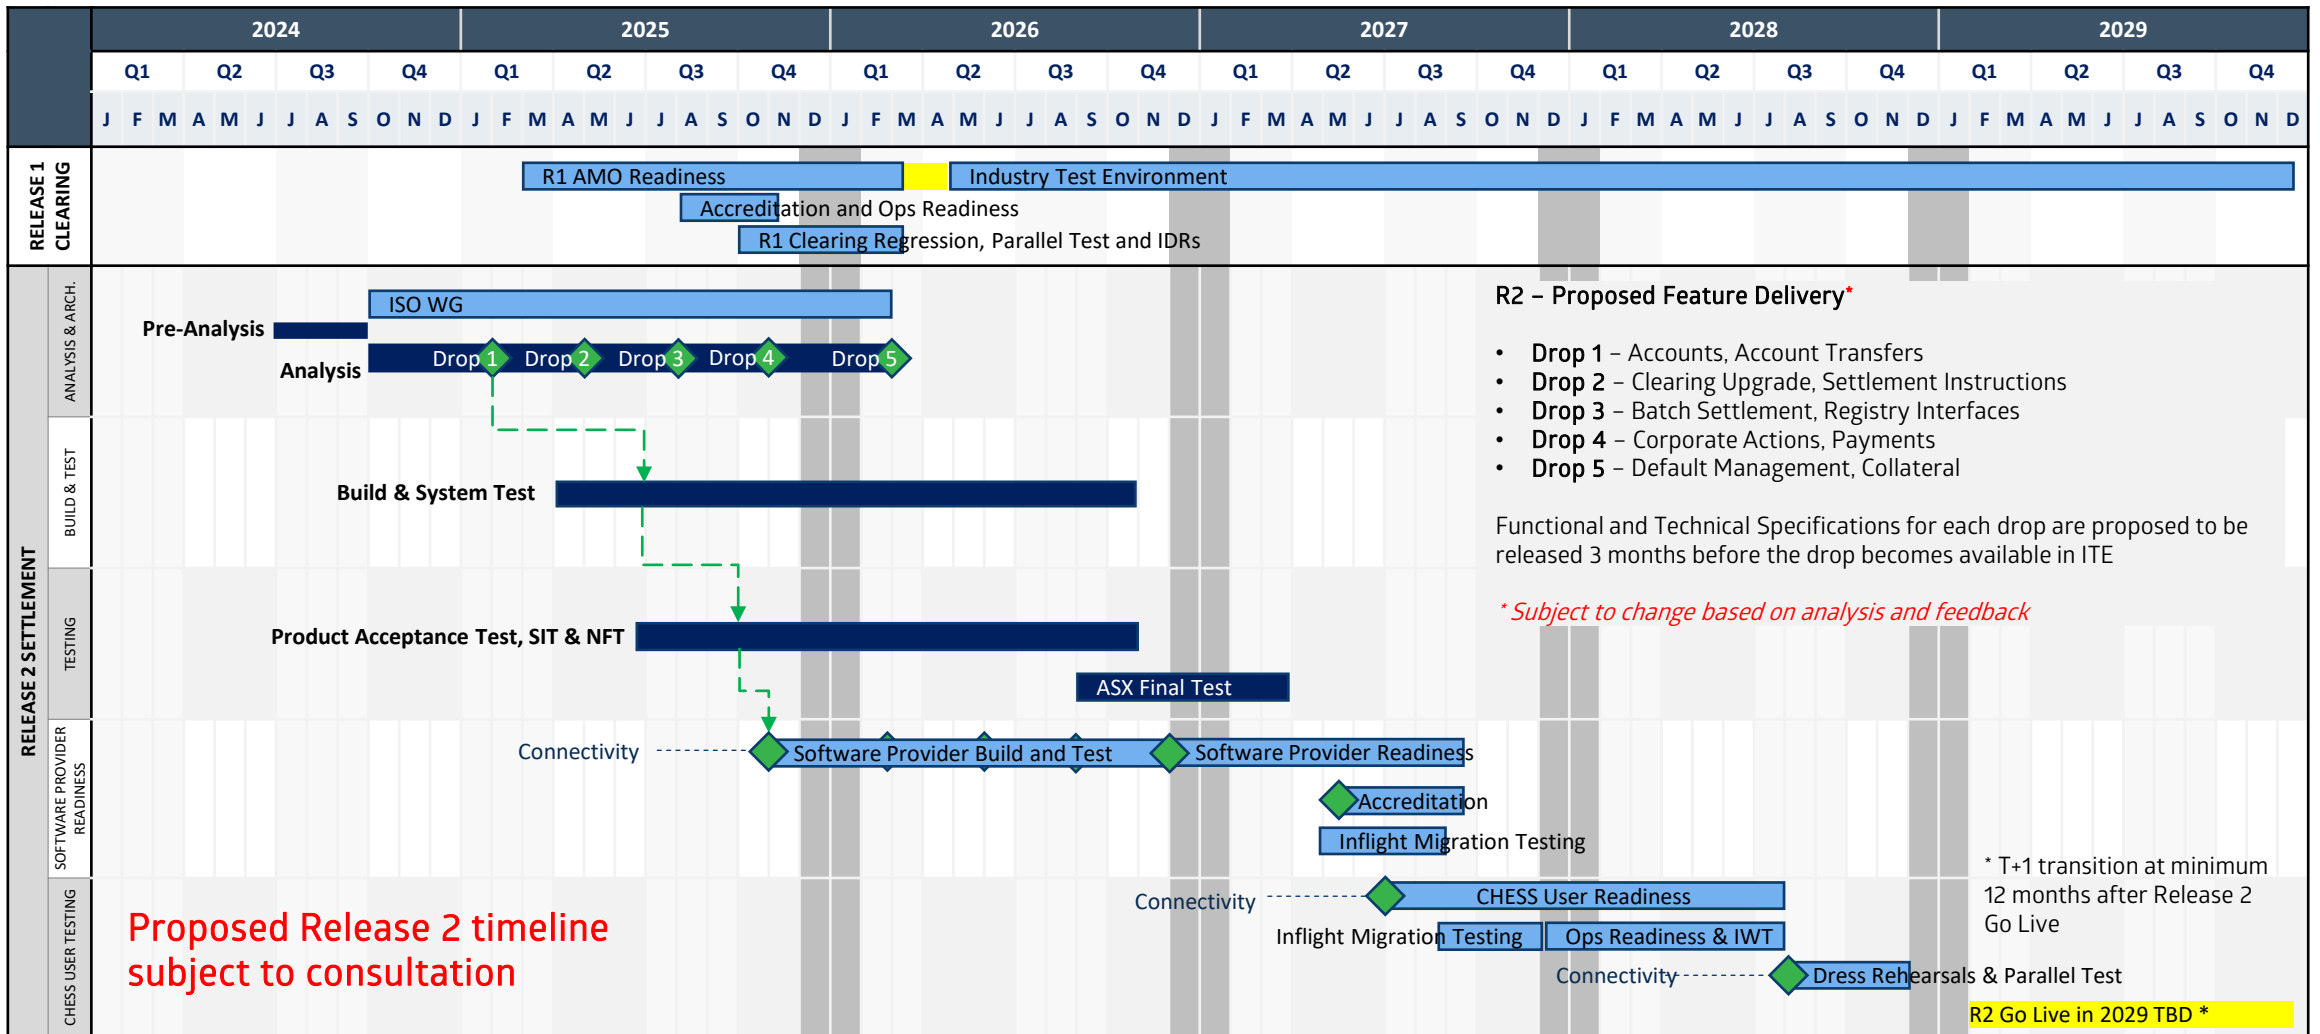 2024 2025 2026 2027 2028 2029
Q1 Q2 Q3 Q4 Q1 Q2 Q3 Q4 Q1 Q2 Q3 Q4 Q1 Q2 Q3 Q4 Q1 Q2 Q3 Q4 Q1 Q2 Q3 Q4
J F M A M J J A S O N D J F M A M J J A S O N D J F M A M J J A S O N D J F M A M J J A S O N D J F M A M J J A S O N D J F M A M J J A S O N D
RELEASE 1
CLEARING
R1 AMO Readiness
Industry Test Environment
Accreditation and Ops Readiness
R1 Clearing Regression, Parallel Test and IDRs
RELEASE 2 SETTLEMENT
ANALYSIS & ARCH.
ISO WG
Pre-Analysis
Analysis
Drop 1 Drop 2 Drop 3 Drop 4 Drop 5
R2 – Proposed Feature Delivery*
• Drop 1 – Accounts, Account Transfers
• Drop 2 – Clearing Upgrade, Settlement Instructions
• Drop 3 – Batch Settlement, Registry Interfaces
• Drop 4 – Corporate Actions, Payments
• Drop 5 – Default Management, Collateral
Functional and Technical Specifications for each drop are proposed to be
released 3 months before the drop becomes available in ITE
* Subject to change based on analysis and feedback
BUILD & TEST
Build & System Test
TESTING
Product Acceptance Test, SIT & NFT
ASX Final Test
SOFTWARE PROVIDER
READINESS
Connectivity
Software Provider Build and Test
Software Provider Readiness
Accreditation
Inflight Migration Testing
CHESS USER TESTING
Connectivity
CHESS User Readiness
Inflight Migration Testing
Ops Readiness & IWT
Connectivity
Dress Rehearsals & Parallel Test
* T+1 transition at minimum
12 months after Release 2
Go Live
R2 Go Live in 2029 TBD *
Proposed Release 2 timeline
subject to consultation